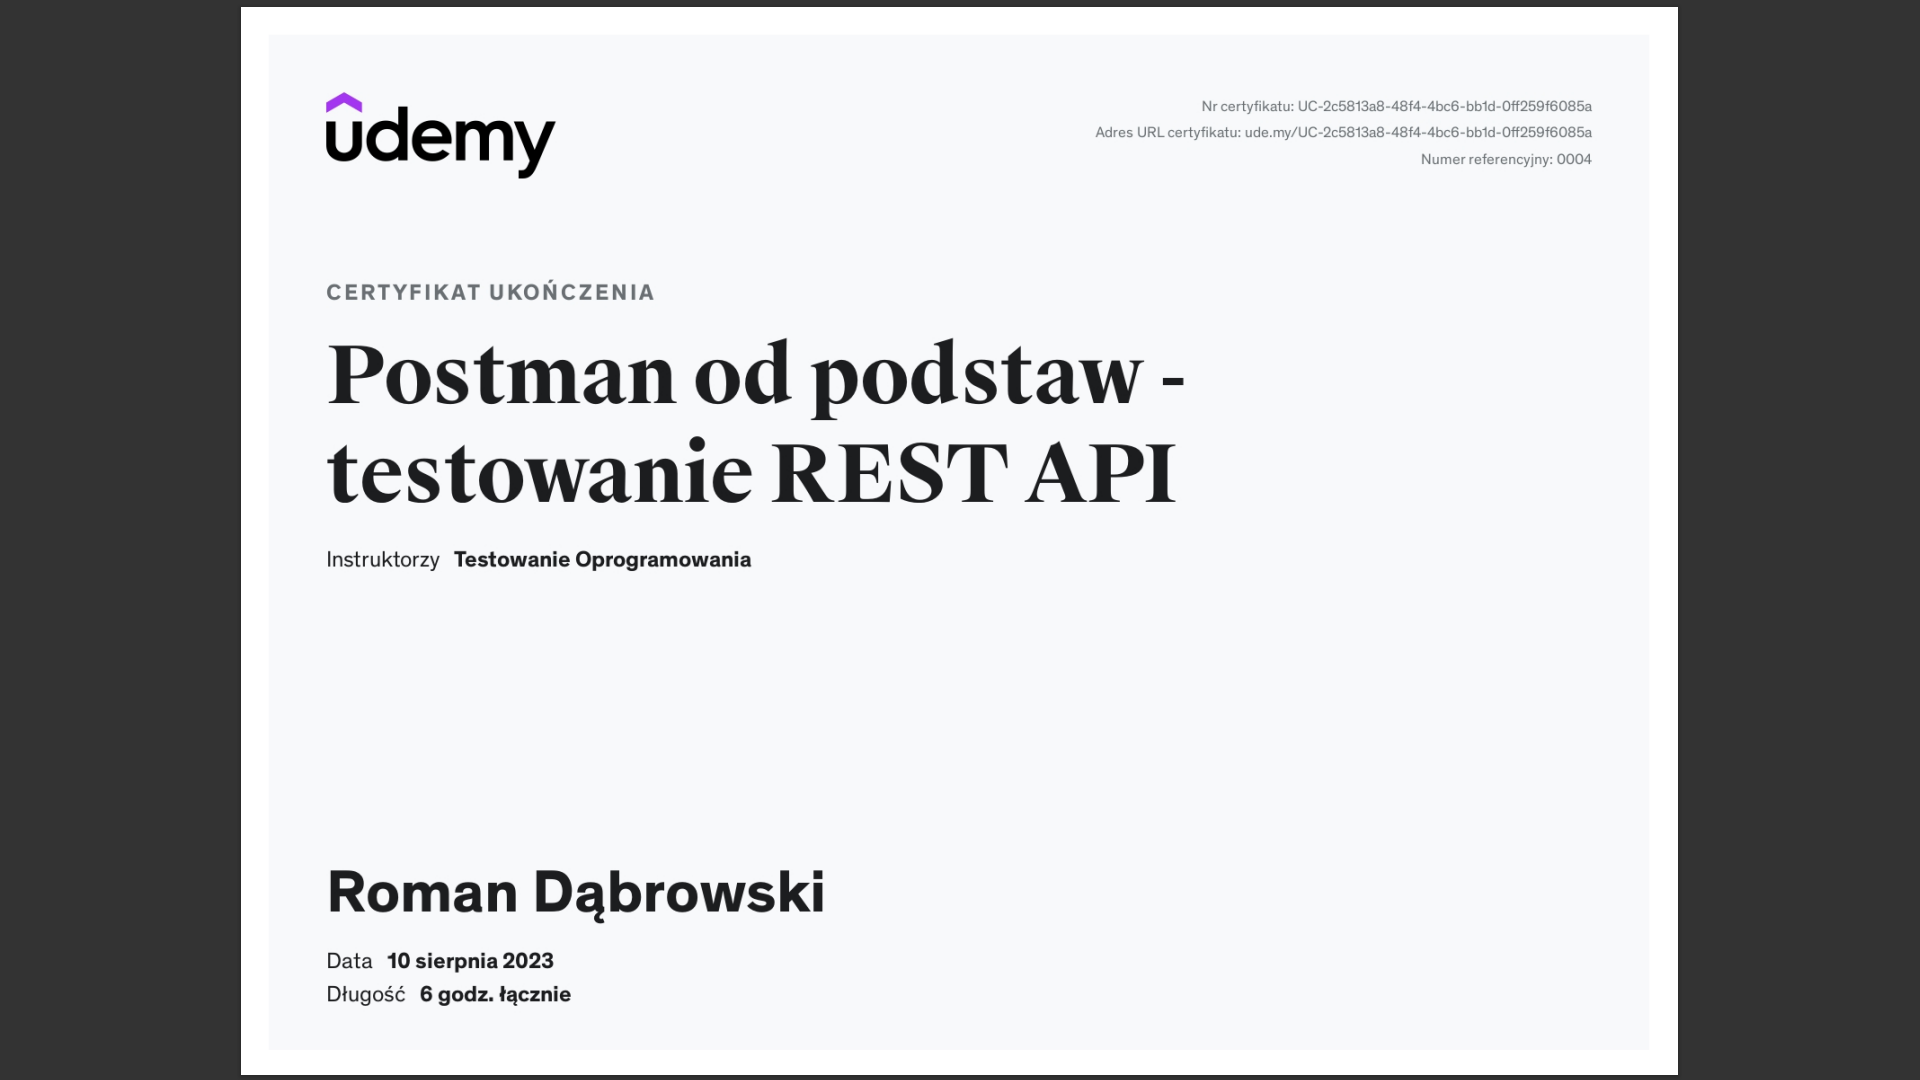 udemy
Nr certyfikatu: UC-2c5813a8-48f4-4bc6-bb1d-0ff259f6085a
Adres URL certyfikatu: ude.my/UC-2c5813a8-48f4-4bc6-bb1d-0ff259f6085a
Numer referencyjny: 0004
CERTYFIKAT UKOŃCZENIA
Postman od podstaw -
testowanie REST API
Instruktorzy Testowanie Oprogramowania
Roman Dąbrowski
Data 10 sierpnia 2023
Długość 6 godz. łącznie